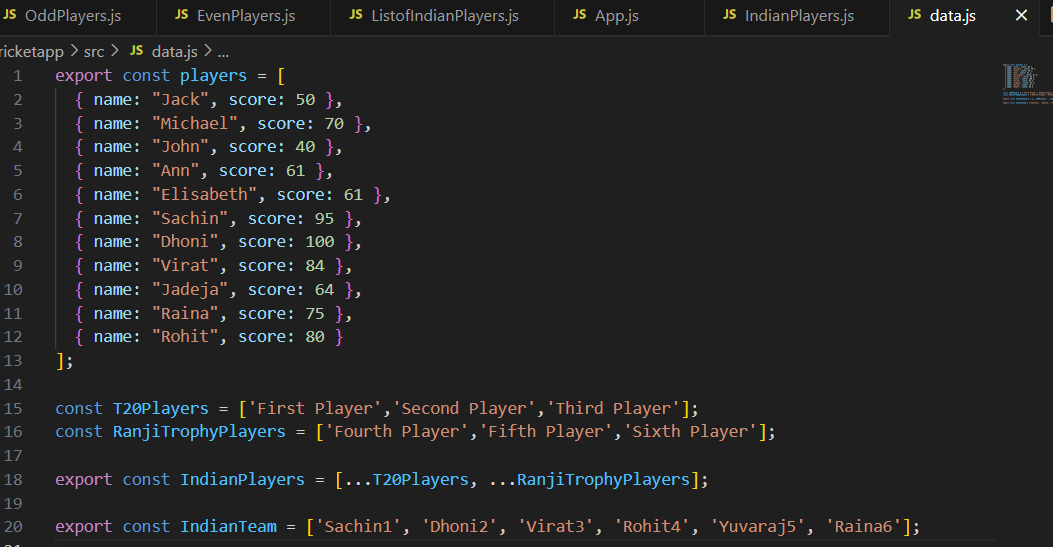 JS OddPlayers.js JS EvenPlayers.js JS ListofIndianPlayers.js JS App.js JS IndianPlayers.js JS data.js ×
ricketapp > src > JS data.js > ...
1 export const players = [
2 { name: "Jack", score: 50 },
3 { name: "Michael", score: 70 },
4 { name: "John", score: 40 },
5 { name: "Ann", score: 61 },
6 { name: "Elisabeth", score: 61 },
7 { name: "Sachin", score: 95 },
8 { name: "Dhoni", score: 100 },
9 { name: "Virat", score: 84 },
10 { name: "Jadeja", score: 64 },
11 { name: "Raina", score: 75 },
12 { name: "Rohit", score: 80 }
13 ];
14
15 const T20Players = ['First Player','Second Player','Third Player'];
16 const RanjiTrophyPlayers = ['Fourth Player','Fifth Player','Sixth Player'];
17
18 export const IndianPlayers = [...T20Players, ...RanjiTrophyPlayers];
19
20 export const IndianTeam = ['Sachin1', 'Dhoni2', 'Virat3', 'Rohit4', 'Yuvaraj5', 'Raina6'];